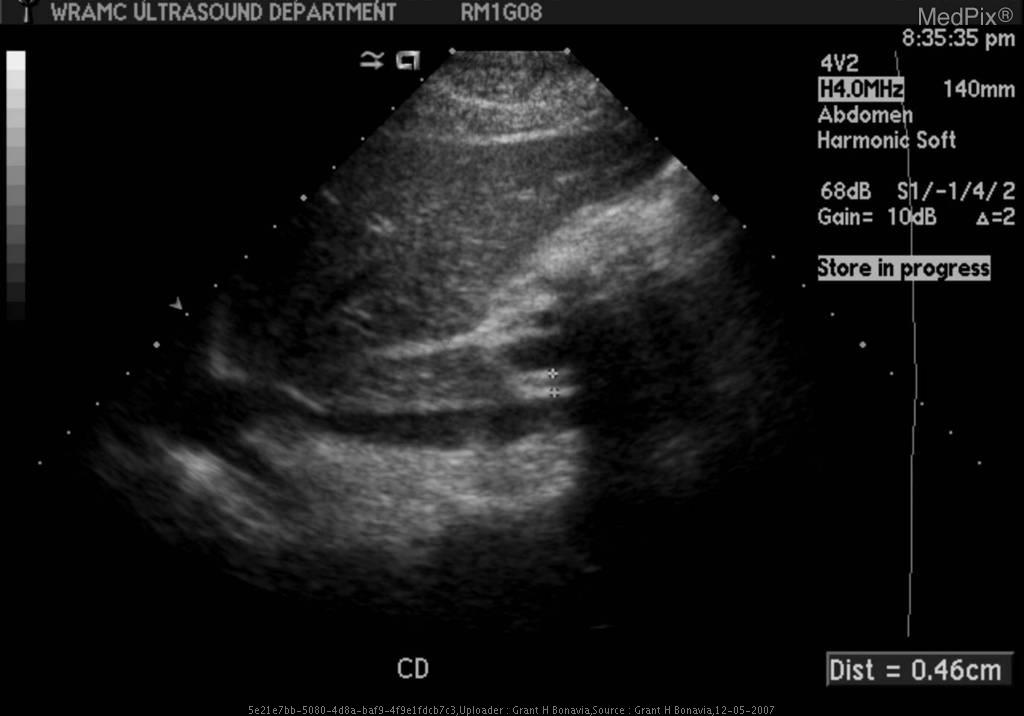 WRAMC ULTRASOUND DEPARTMENT RM1G08
MedPix®
8:35:35 pm
4V2
H4.0MHz 140mm
Abdomen
Harmonic Soft
68dB S1/-1/4/2
Gain= 10dB Δ=2
Store in progress
CD
Dist = 0.46cm
5e21e7bb-5080-4d8a-baf9-4f9e1fdcb7c3,Uploader : Grant H Bonavia,Source : Grant H Bonavia,12-05-2007